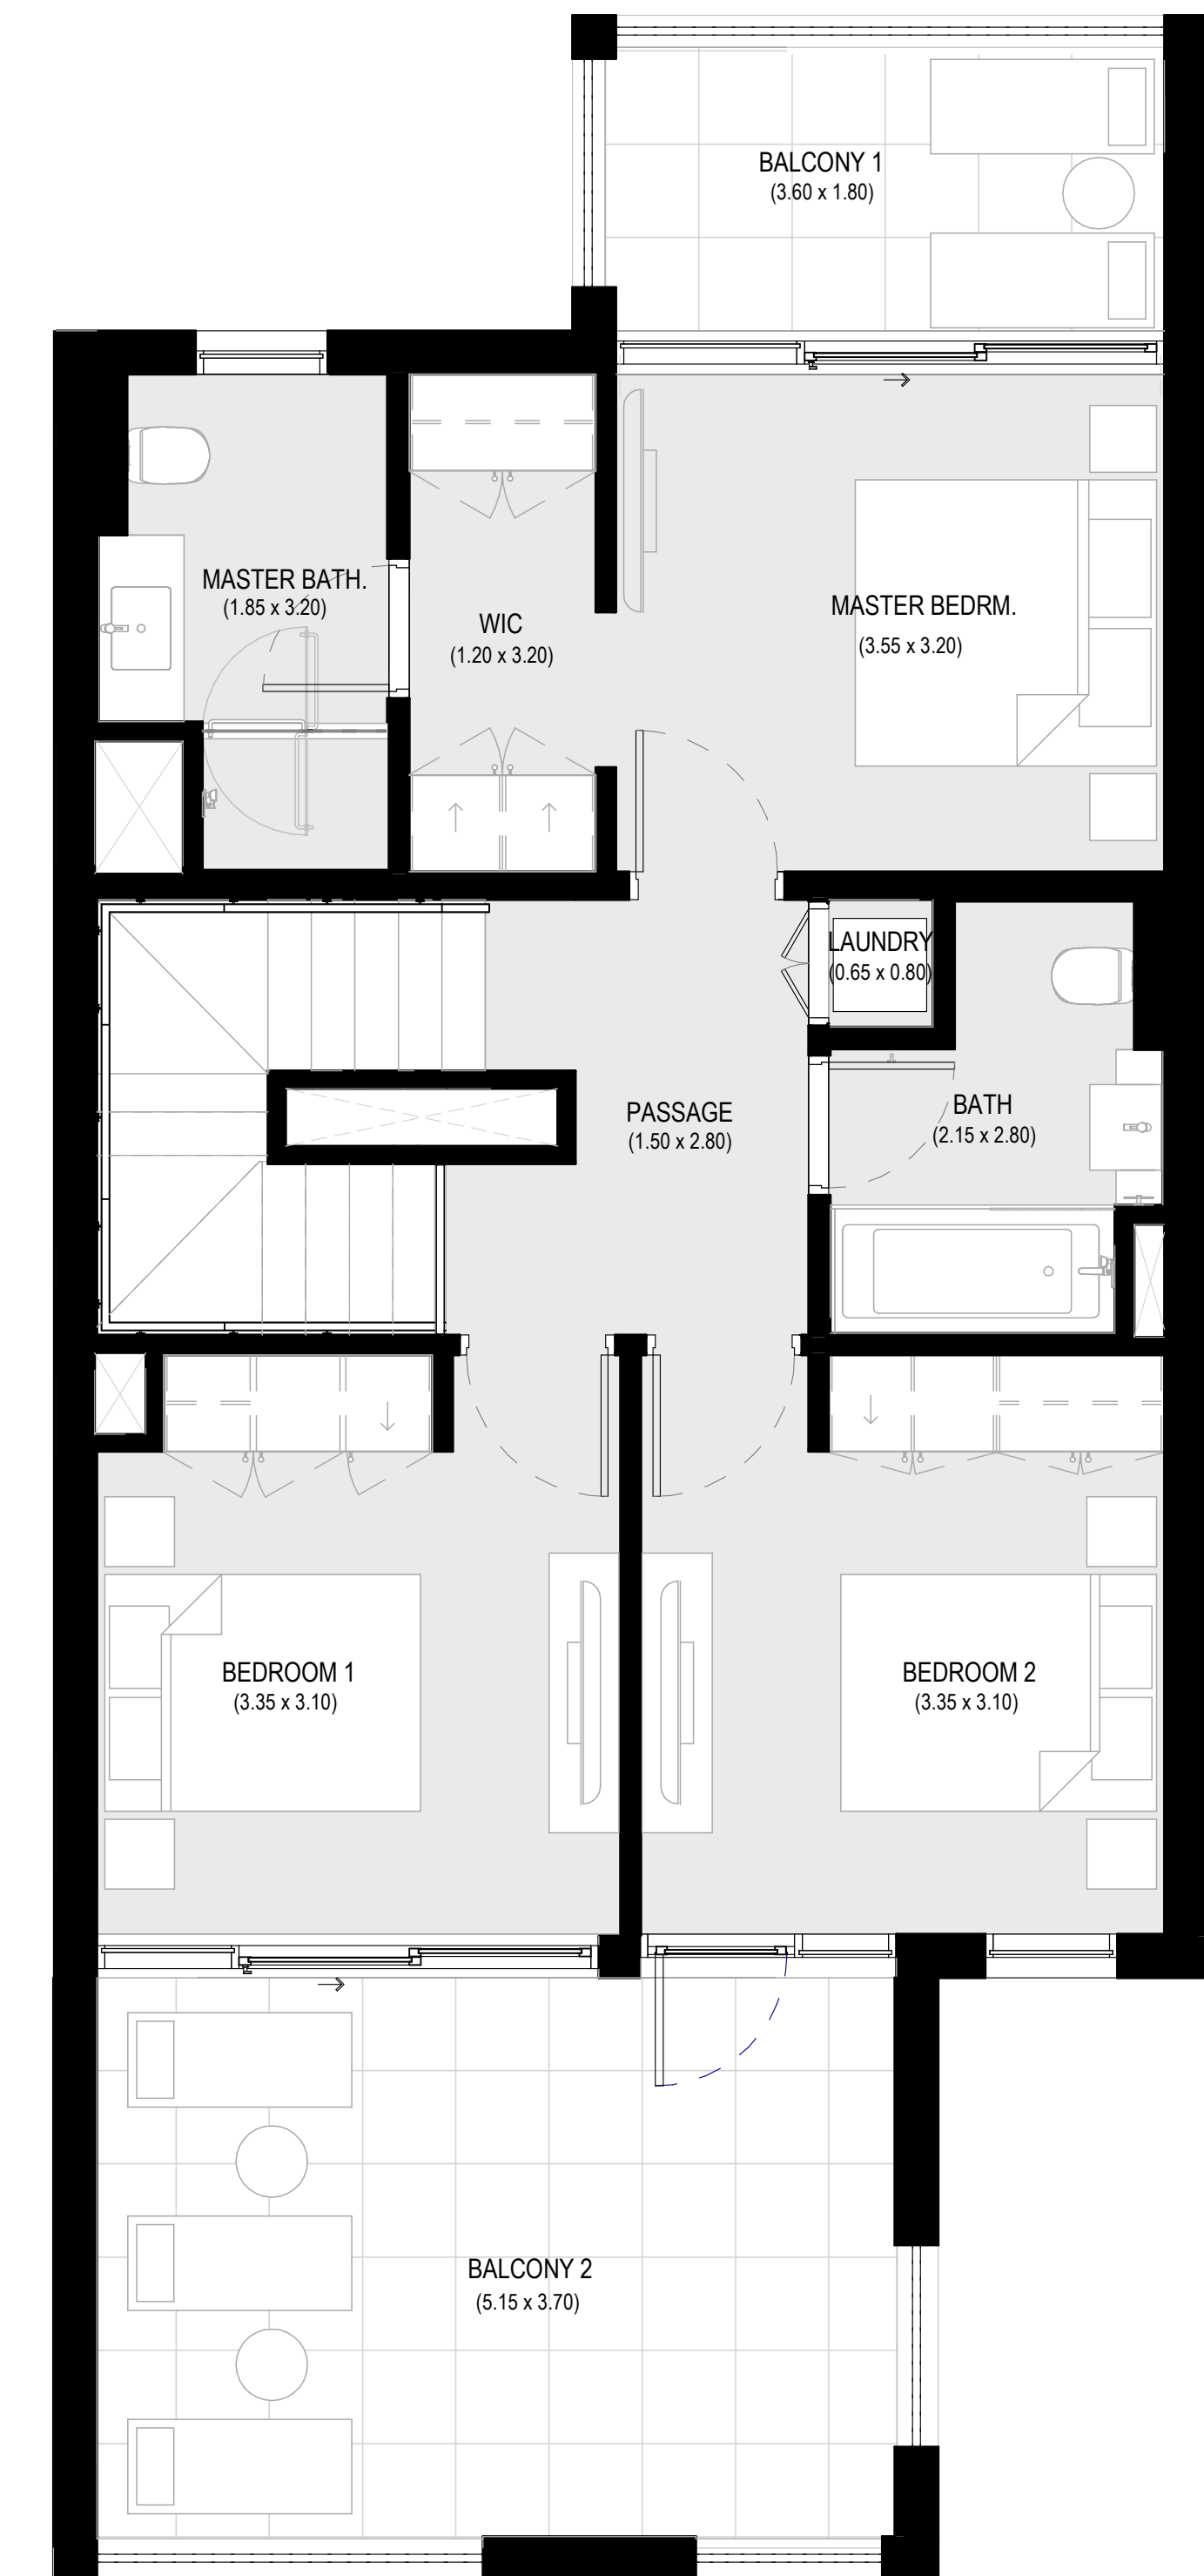 BALCONY 1
(3.60 x 1.80)
MASTER BATH.
(1.85 x 3.20)
WIC
(1.20 x 3.20)
MASTER BEDRM.
(3.55 x 3.20)
LAUNDRY
(0.65 x 0.80)
PASSAGE
(1.50 x 2.80)
BATH
(2.15 x 2.80)
BEDROOM 1
(3.35 x 3.10)
BEDROOM 2
(3.35 x 3.10)
BALCONY 2
(5.15 x 3.70)